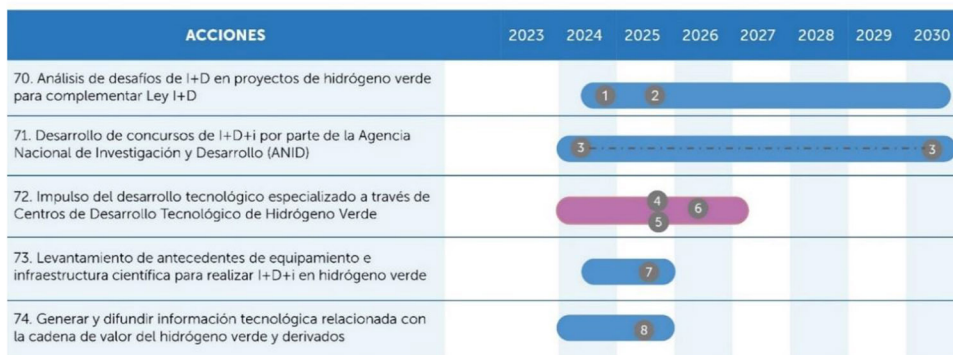 ACCIONES 2023 2024 2025 2026 2027 2028 2029 2030
70. Análisis de desafíos de I+D en proyectos de hidrógeno verde
para complementar Ley I+D
1 2
71. Desarrollo de concursos de I+D+i por parte de la Agencia
Nacional de Investigación y Desarrollo (ANID)
3 3
72. Impulso del desarrollo tecnológico especializado a través de
Centros de Desarrollo Tecnológico de Hidrógeno Verde
4 6
5
73. Levantamiento de antecedentes de equipamiento e
infraestructura científica para realizar I+D+i en hidrógeno verde
7
74. Generar y difundir información tecnológica relacionada con
la cadena de valor del hidrógeno verde y derivados
8